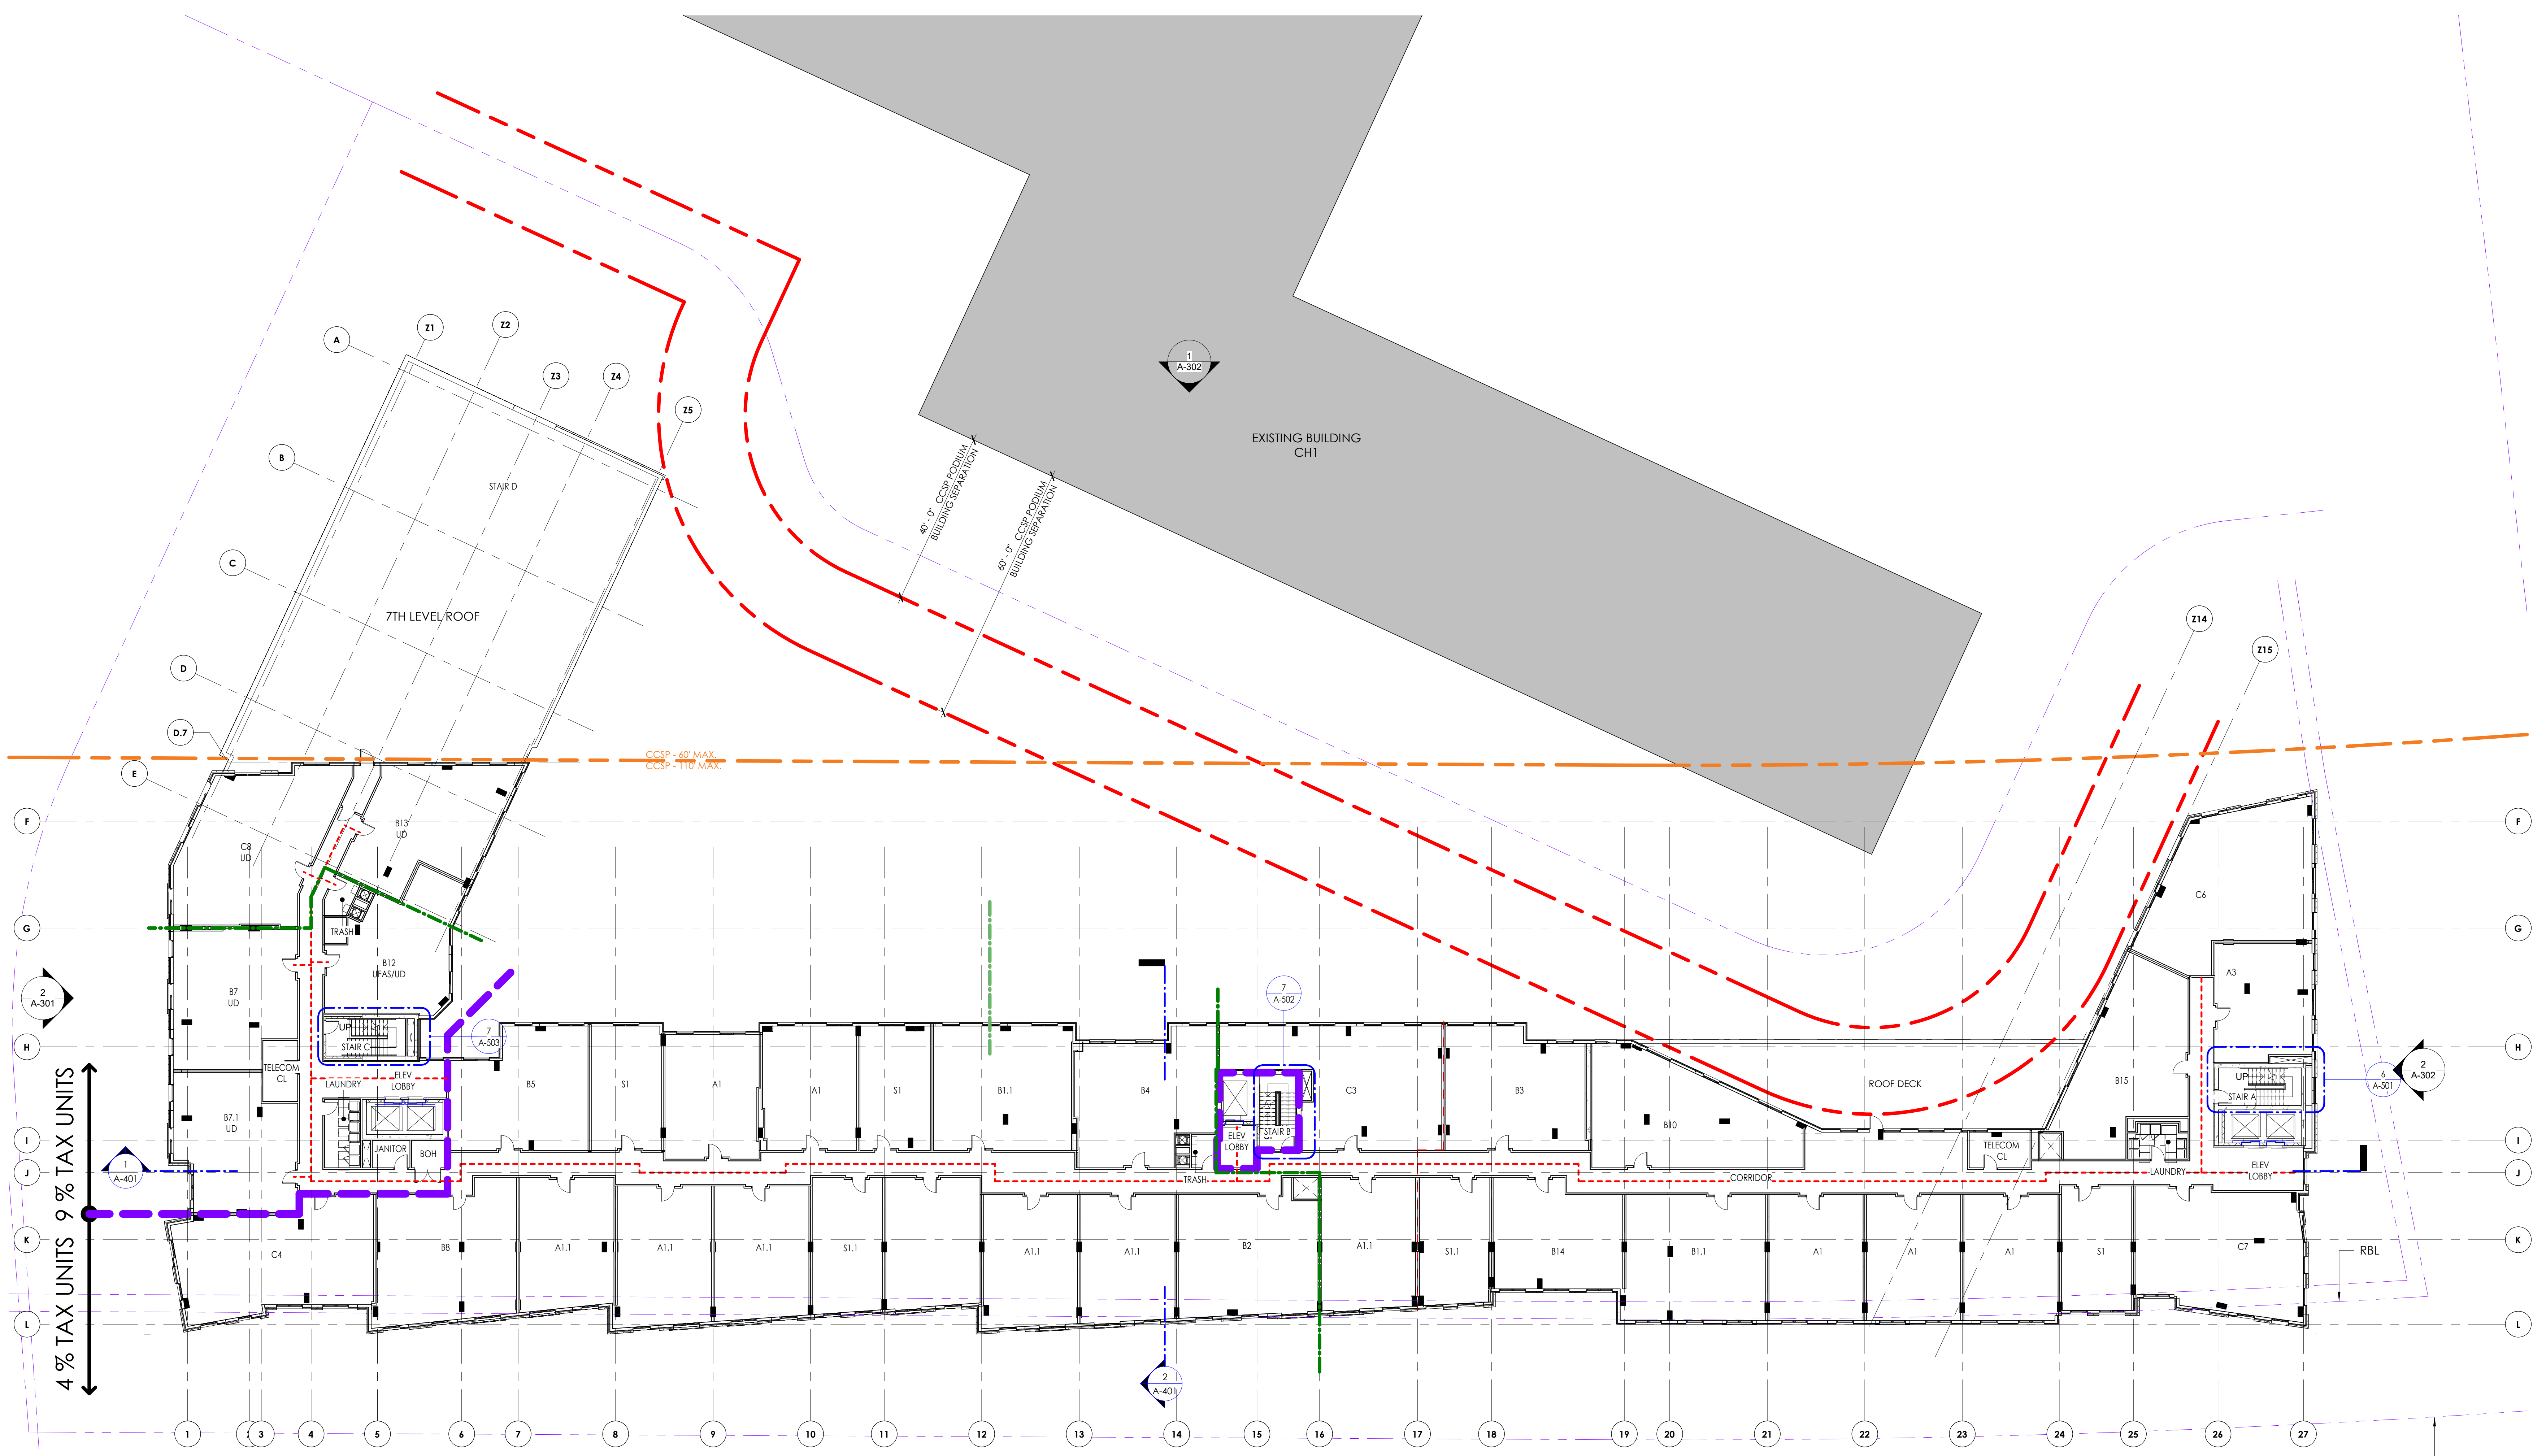 Z1
Z2
A
Z3
Z4
Z5
1
A-302
EXISTING BUILDING
CH1
B
STAIR D
40' - 0" CCSP PODIUM
BUILDING SEPARATION
60' - 0" CCSP PODIUM
BUILDING SEPARATION
C
7TH LEVEL ROOF
Z14
Z15
D
D.7
E
CCSP - 60' MAX.
CCSP - 110' MAX.
F
B13
UD
C8
UD
F
C6
G
TRASH
G
B12
UFAS/UD
B7
UD
A3
2
A-301
7
A-502
UP
STAIR C
7
A-503
H
H
TELECOM
CL
LAUNDRY
ELEV
LOBBY
B5
S1
A1
A1
S1
B1.1
B4
C3
B3
ROOF DECK
B15
UP
STAIR A
6
A-501
2
A-302
B7.1
UD
B10
I
JANITOR
BOH
ELEV
LOBBY
STAIR B
TELECOM
CL
I
1
A-401
J
TRASH
CORRIDOR
LAUNDRY
ELEV
LOBBY
J
4 % TAX UNITS
9 % TAX UNITS
K
C4
B8
A1.1
A1.1
A1.1
S1.1
A1.1
A1.1
B2
A1.1
S1.1
B14
B1.1
A1
A1
A1
S1
C7
K
RBL
L
L
2
A-401
1
3
4
5
6
7
8
9
10
11
12
13
14
15
16
17
18
19
20
21
22
23
24
25
26
27